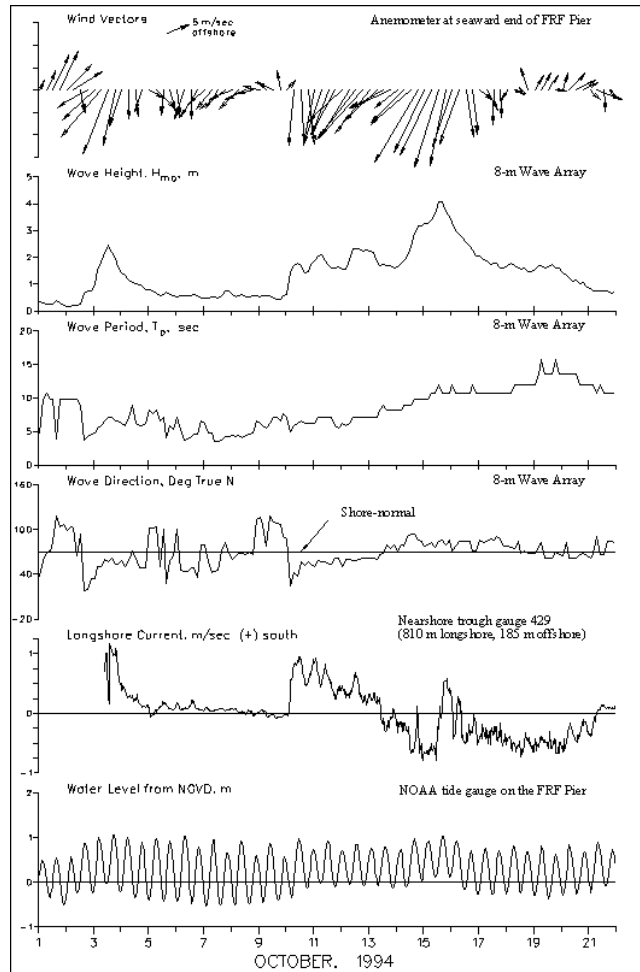 Wind Vectors
5 m/sec
offshore
Anemometer at seaward end of FRF Pier
Wave Height, Hmo, m
8-m Wave Array
5
4
3
2
1
0
Wave Period, Tp, sec
8-m Wave Array
20
15
10
5
0
Wave Direction, Deg True N
8-m Wave Array
160
100
40
-20
Shore-normal
Longshore Current, m/sec (+) south
Nearshore trough gauge 429
(810 m longshore, 185 m offshore)
1
0
-1
Water Level from NGVD, m
NOAA tide gauge on the FRF Pier
2
1
0
-1
1 3 5 7 9 11 13 15 17 19 21
OCTOBER, 1994